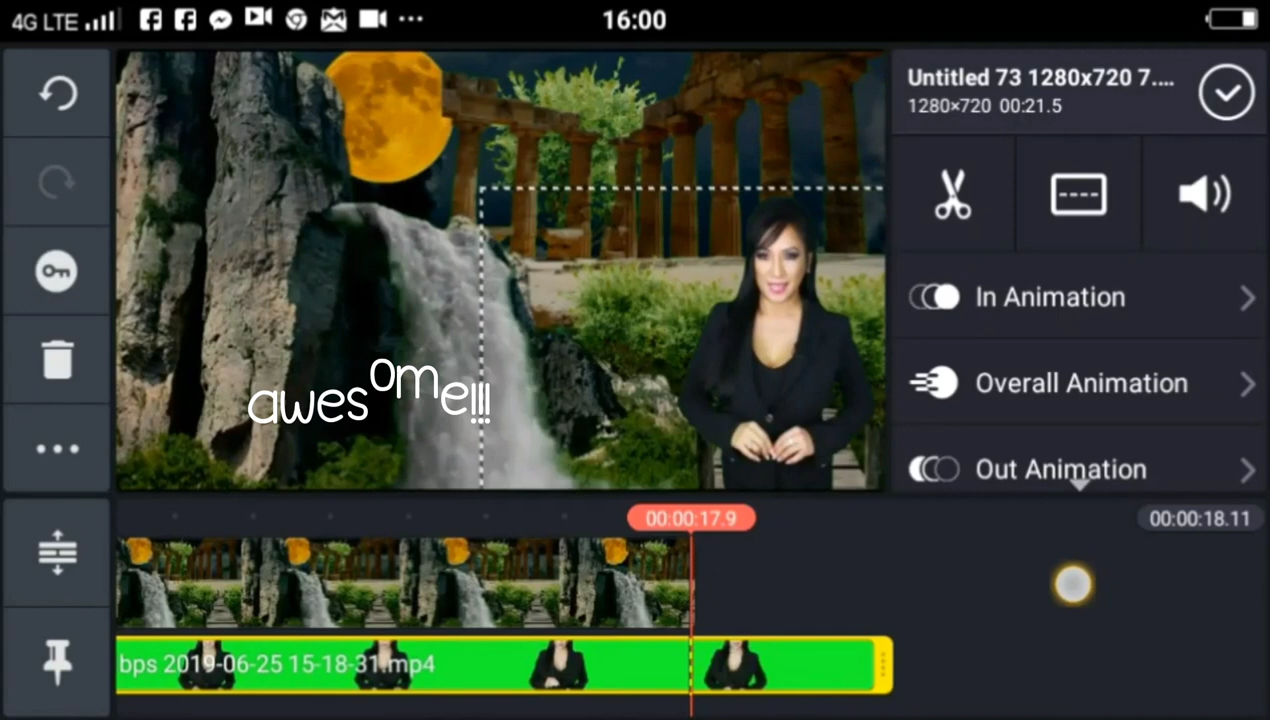 4G LTE
16:00
Untitled 73 1280x720 7....
1280×720 00:21.5
In Animation
Overall Animation
Out Animation
awesome!!!
00:00:17.9
00:00:18.11
bps 2019-06-25 15-18-31.mp4